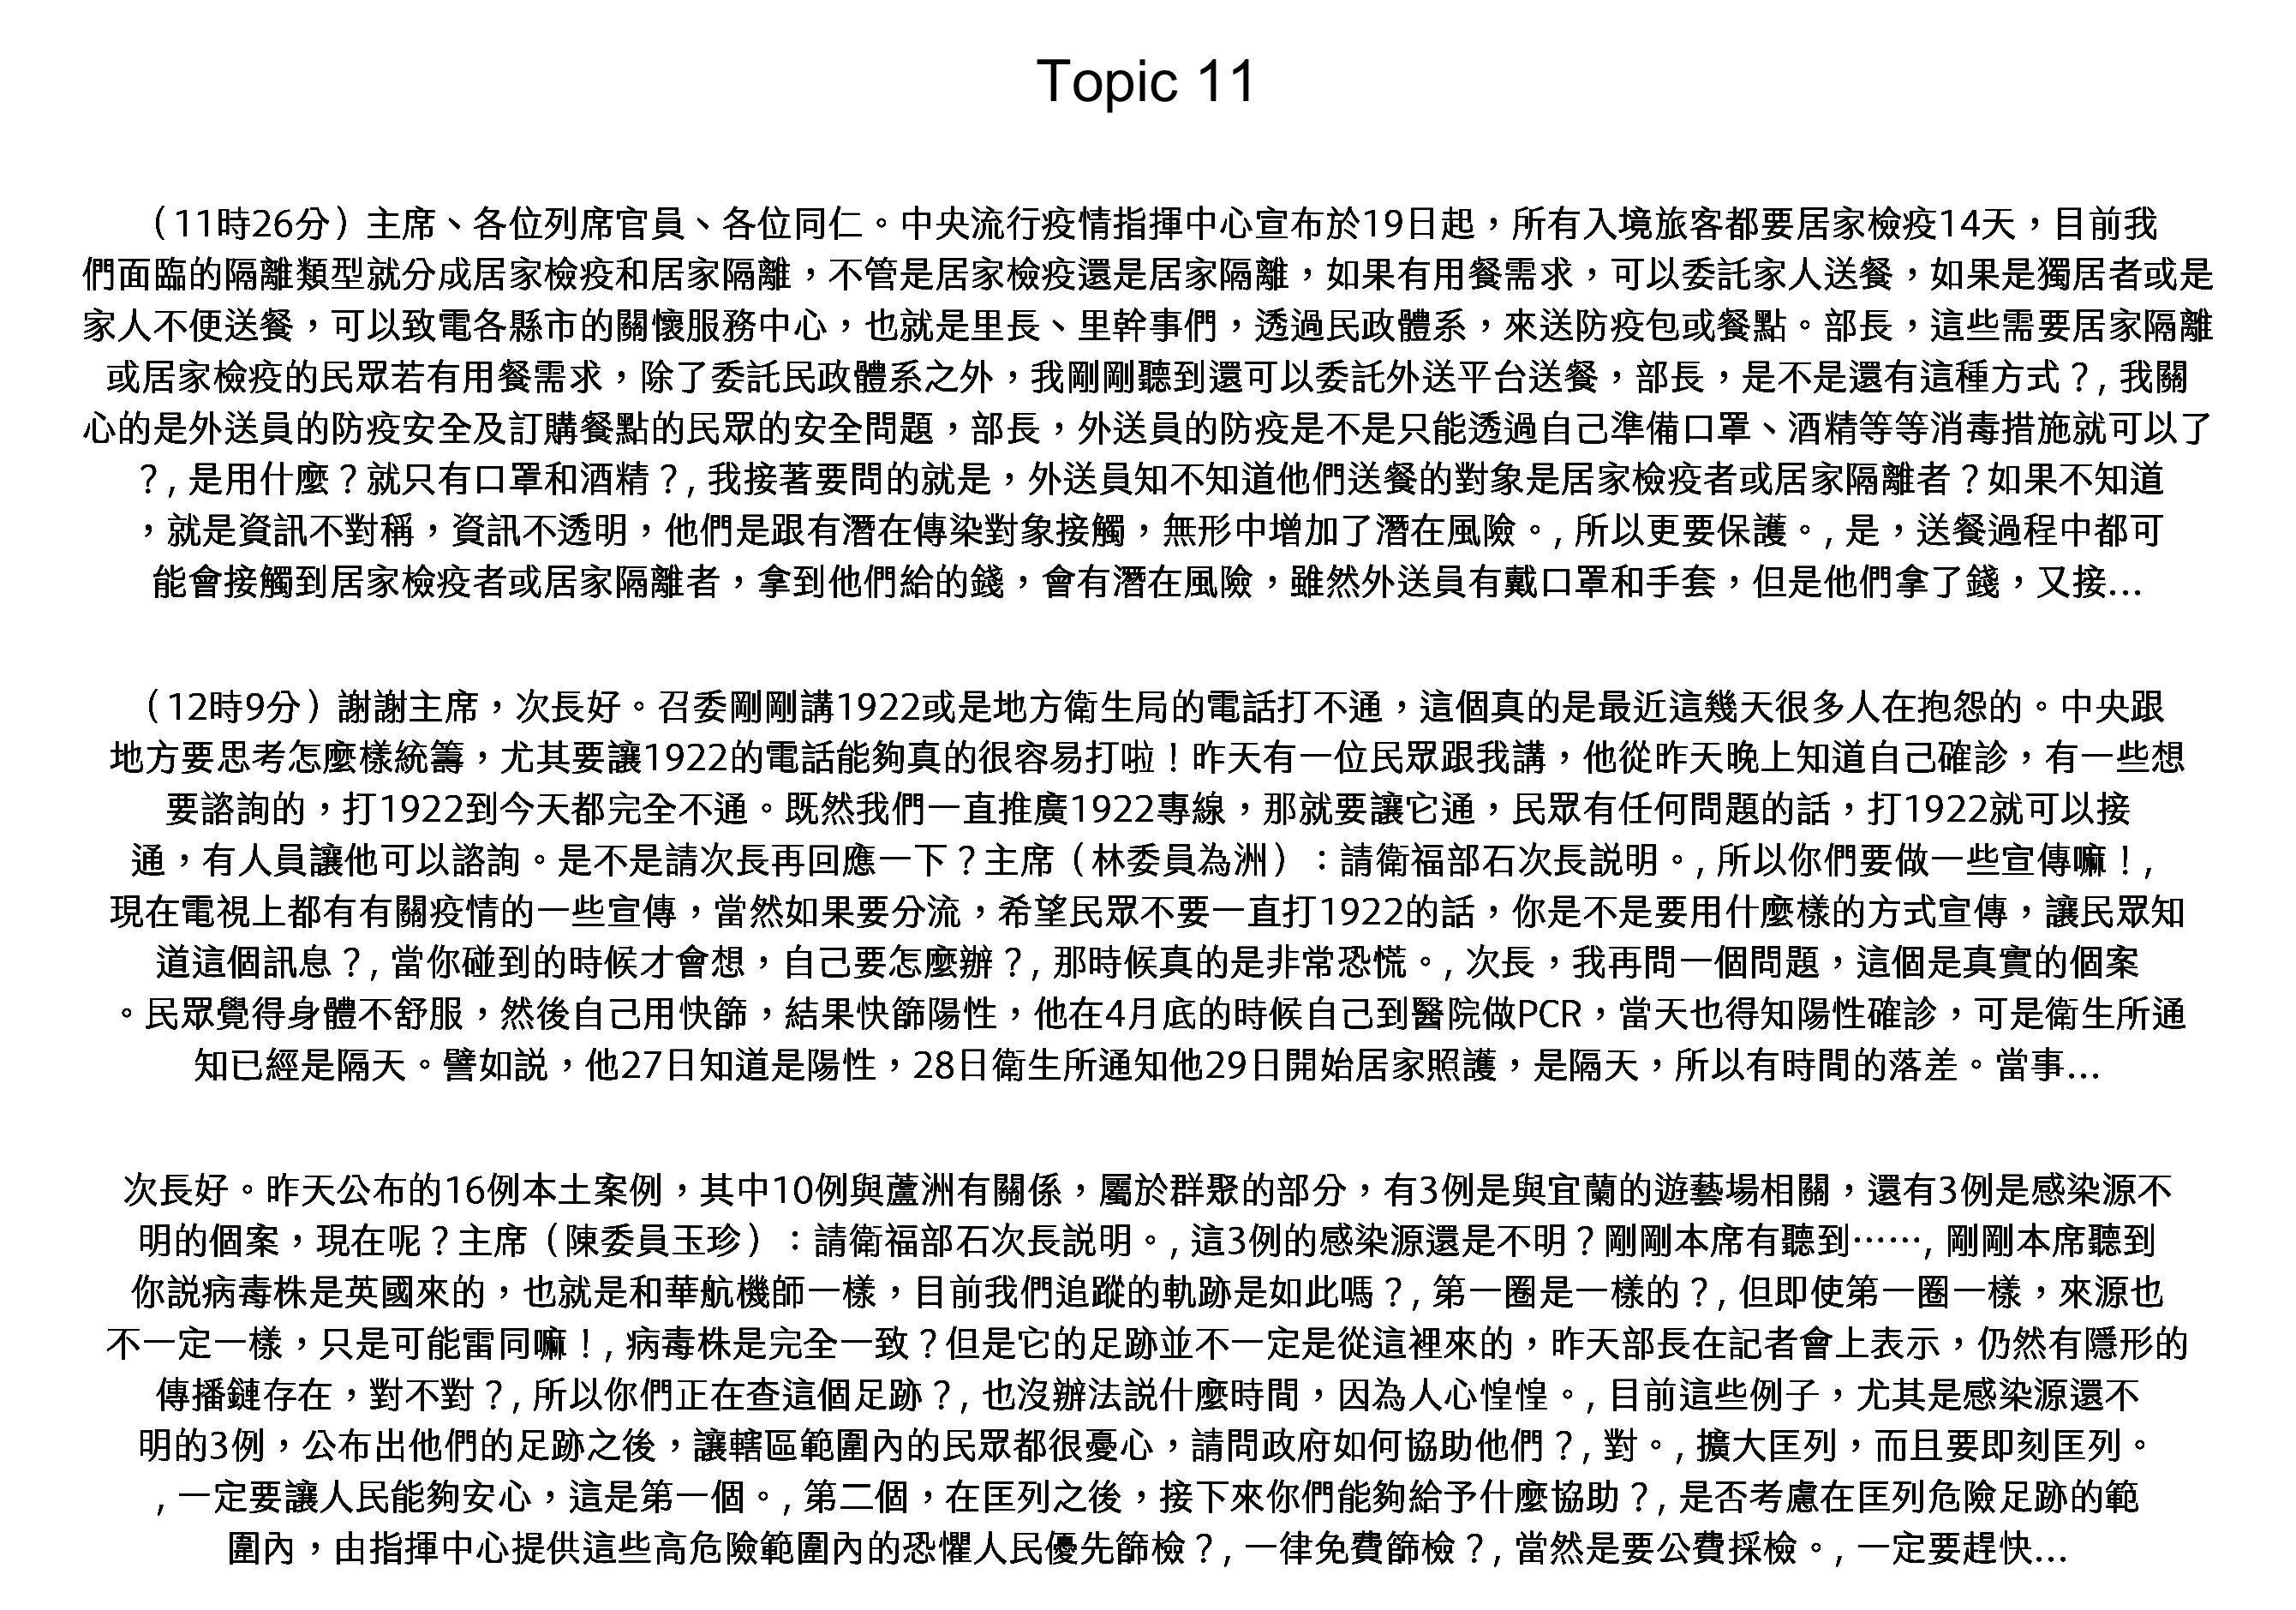 Topic 11
（11時26分）主席、各位列席官員、各位同仁。中央流行疫情指揮中心宣布於19日起，所有入境旅客都要居家檢疫14天，目前我
們面臨的隔離類型就分成居家檢疫和居家隔離，不管是居家檢疫還是居家隔離，如果有用餐需求，可以委託家人送餐，如果是獨居者或是
家人不便送餐，可以致電各縣市的關懷服務中心，也就是里長、里幹事們，透過民政體系，來送防疫包或餐點。部長，這些需要居家隔離
或居家檢疫的民眾若有用餐需求，除了委託民政體系之外，我剛剛聽到還可以委託外送平台送餐，部長，是不是還有這種方式？, 我關
心的是外送員的防疫安全及訂購餐點的民眾的安全問題，部長，外送員的防疫是不是只能透過自己準備口罩、酒精等等消毒措施就可以了
？, 是用什麼？就只有口罩和酒精？, 我接著要問的就是，外送員知不知道他們送餐的對象是居家檢疫者或居家隔離者？如果不知道
，就是資訊不對稱，資訊不透明，他們是跟有潛在傳染對象接觸，無形中增加了潛在風險。, 所以更要保護。, 是，送餐過程中都可
能會接觸到居家檢疫者或居家隔離者，拿到他們給的錢，會有潛在風險，雖然外送員有戴口罩和手套，但是他們拿了錢，又接...
（12時9分）謝謝主席，次長好。召委剛剛講1922或是地方衛生局的電話打不通，這個真的是最近這幾天很多人在抱怨的。中央跟
地方要思考怎麼樣統籌，尤其要讓1922的電話能夠真的很容易打啦！昨天有一位民眾跟我講，他從昨天晚上知道自己確診，有一些想
要諮詢的，打1922到今天都完全不通。既然我們一直推廣1922專線，那就要讓它通，民眾有任何問題的話，打1922就可以接
通，有人員讓他可以諮詢。是不是請次長再回應一下？主席（林委員為洲）：請衛福部石次長説明。, 所以你們要做一些宣傳嘛！,
現在電視上都有有關疫情的一些宣傳，當然如果要分流，希望民眾不要一直打1922的話，你是不是要用什麼樣的方式宣傳，讓民眾知
道這個訊息？, 當你碰到的時候才會想，自己要怎麼辦？, 那時候真的是非常恐慌。, 次長，我再問一個問題，這個是真實的個案
。民眾覺得身體不舒服，然後自己用快篩，結果快篩陽性，他在4月底的時候自己到醫院做PCR，當天也得知陽性確診，可是衛生所通
知已經是隔天。譬如説，他27日知道是陽性，28日衛生所通知他29日開始居家照護，是隔天，所以有時間的落差。當事...
次長好。昨天公布的16例本土案例，其中10例與蘆洲有關係，屬於群聚的部分，有3例是與宜蘭的遊藝場相關，還有3例是感染源不
明的個案，現在呢？主席（陳委員玉珍）：請衛福部石次長説明。, 這3例的感染源還是不明？剛剛本席有聽到⋯⋯, 剛剛本席聽到
你説病毒株是英國來的，也就是和華航機師一樣，目前我們追蹤的軌跡是如此嗎？, 第一圈是一樣的？, 但即使第一圈一樣，來源也
不一定一樣，只是可能雷同嘛！, 病毒株是完全一致？但是它的足跡並不一定是從這裡來的，昨天部長在記者會上表示，仍然有隱形的
傳播鏈存在，對不對？, 所以你們正在查這個足跡？, 也沒辦法説什麼時間，因為人心惶惶。, 目前這些例子，尤其是感染源還不
明的3例，公布出他們的足跡之後，讓轄區範圍內的民眾都很憂心，請問政府如何協助他們？, 對。, 擴大匡列，而且要即刻匡列。
, 一定要讓人民能夠安心，這是第一個。, 第二個，在匡列之後，接下來你們能夠給予什麼協助？, 是否考慮在匡列危險足跡的範
圍內，由指揮中心提供這些高危險範圍內的恐懼人民優先篩檢？, 一律免費篩檢？, 當然是要公費採檢。, 一定要趕快...